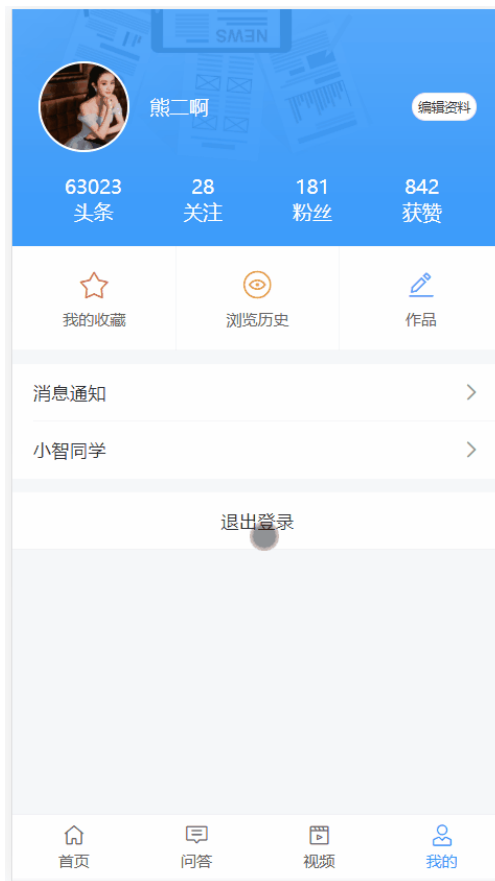 NEWS
熊二啊
编辑资料
63023 28 181 842
头条 关注 粉丝 获赞
我的收藏 浏览历史 作品
消息通知
小智同学
退出登录
首页 问答 视频 我的